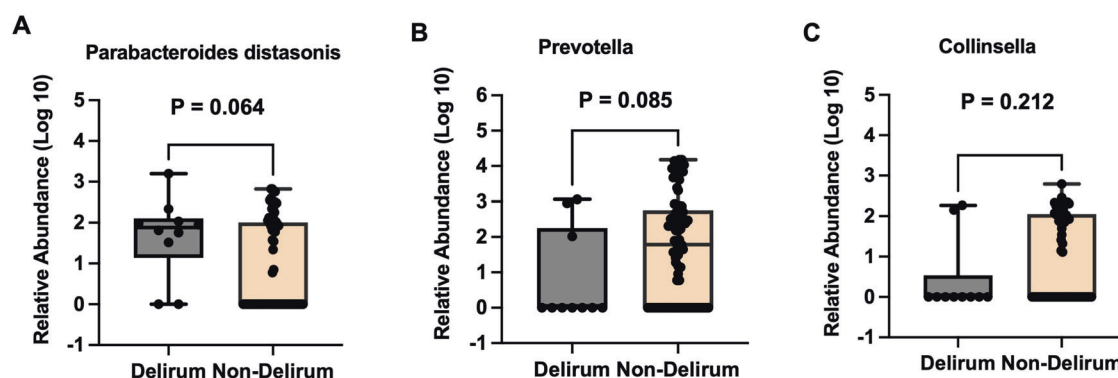 A
Parabacteroides distasonis
P = 0.064
Relative Abundance (Log 10)
5
4
3
2
1
0
-1
Delirum Non-Delirum
B
Prevotella
P = 0.085
Relative Abundance (Log 10)
6
5
4
3
2
1
0
-1
Delirum Non-Delirum
C
Collinsella
P = 0.212
Relative Abundance (Log 10)
5
4
3
2
1
0
-1
Delirum Non-Delirum